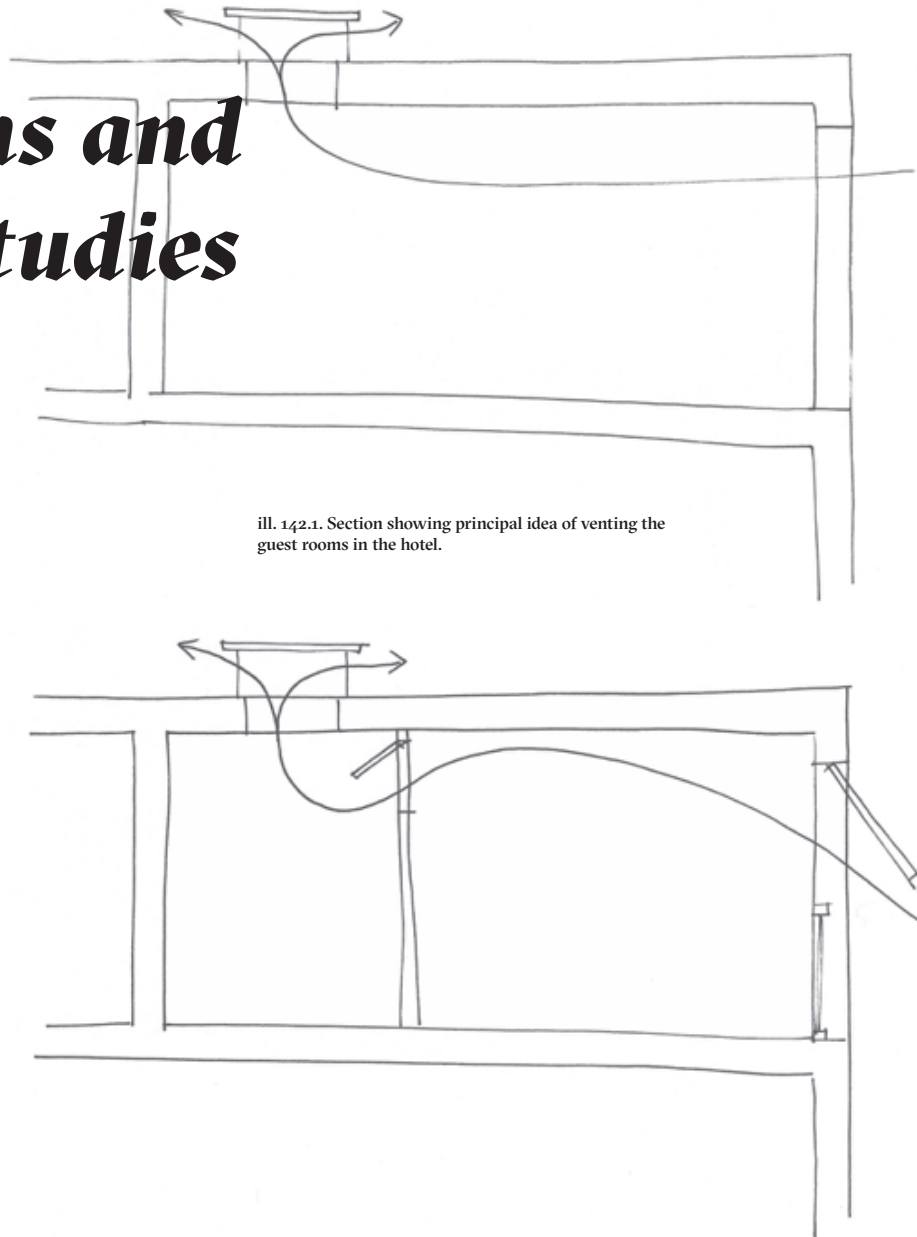 ns and
tudies
ill. 142.1. Section showing principal idea of venting the
guest rooms in the hotel.